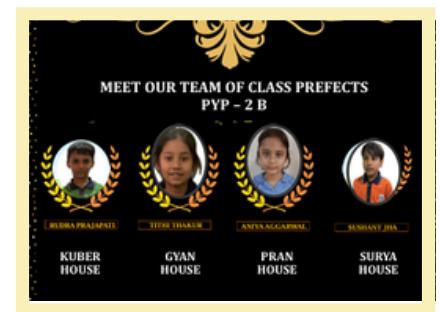 MEET OUR TEAM OF CLASS PREFECTS
PYP – 2 B
RUDRA PRAJAPATI
TITHI THAKUR
ANIYA AGGARWAL
SUSHANT JHA
KUBER
HOUSE
GYAN
HOUSE
PRAN
HOUSE
SURYA
HOUSE